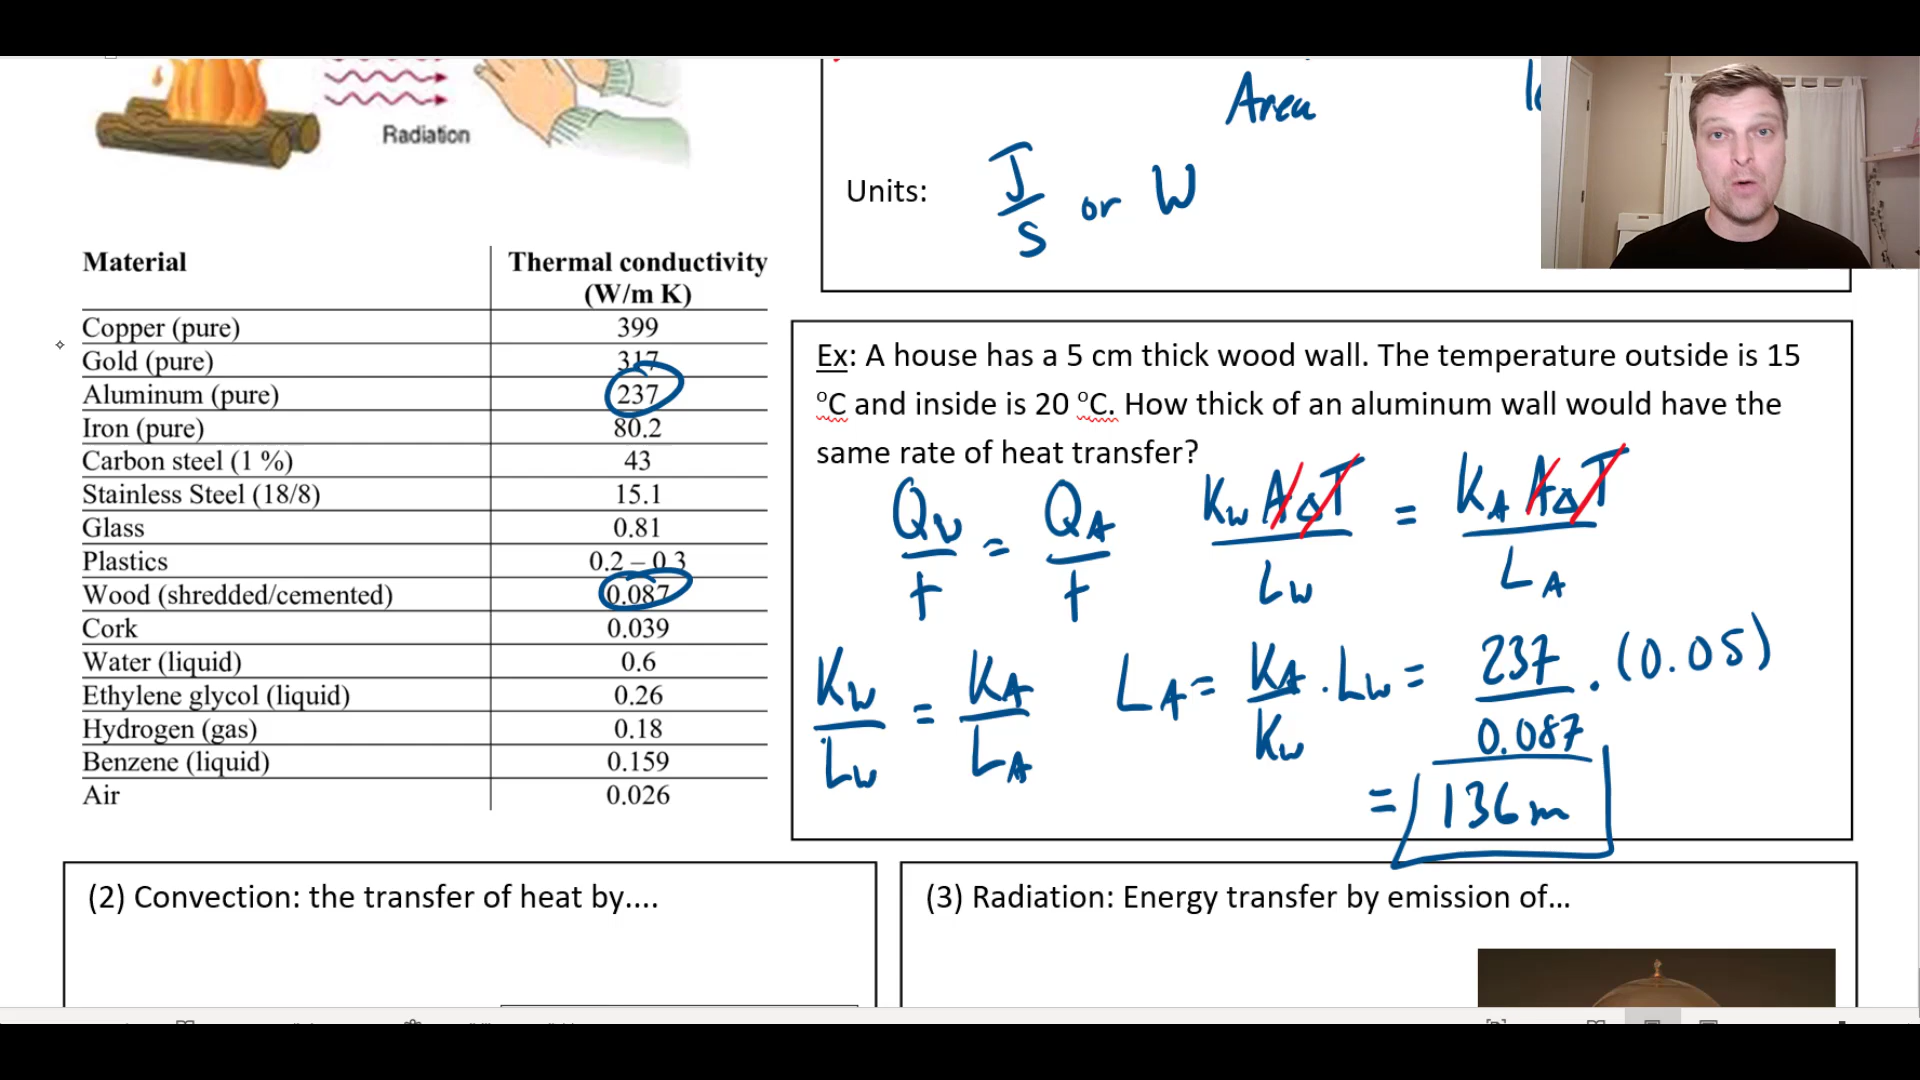 Radiation
Area
Units: J/s or W
Material Thermal conductivity
(W/m K)
Copper (pure) 399
Gold (pure) 317
Aluminum (pure) 237
Iron (pure) 80.2
Carbon steel (1 %) 43
Stainless Steel (18/8) 15.1
Glass 0.81
Plastics 0.2 – 0.3
Wood (shredded/cemented) 0.087
Cork 0.039
Water (liquid) 0.6
Ethylene glycol (liquid) 0.26
Hydrogen (gas) 0.18
Benzene (liquid) 0.159
Air 0.026
Ex: A house has a 5 cm thick wood wall. The temperature outside is 15
°C and inside is 20 °C. How thick of an aluminum wall would have the
same rate of heat transfer?
Qw/t = QA/t Kw A ΔT / Lw = KA A ΔT / LA
Kw/Lw = KA/LA LA = KA/Kw · Lw = 237/0.087 · (0.05)
= 136m
(2) Convection: the transfer of heat by....
(3) Radiation: Energy transfer by emission of...